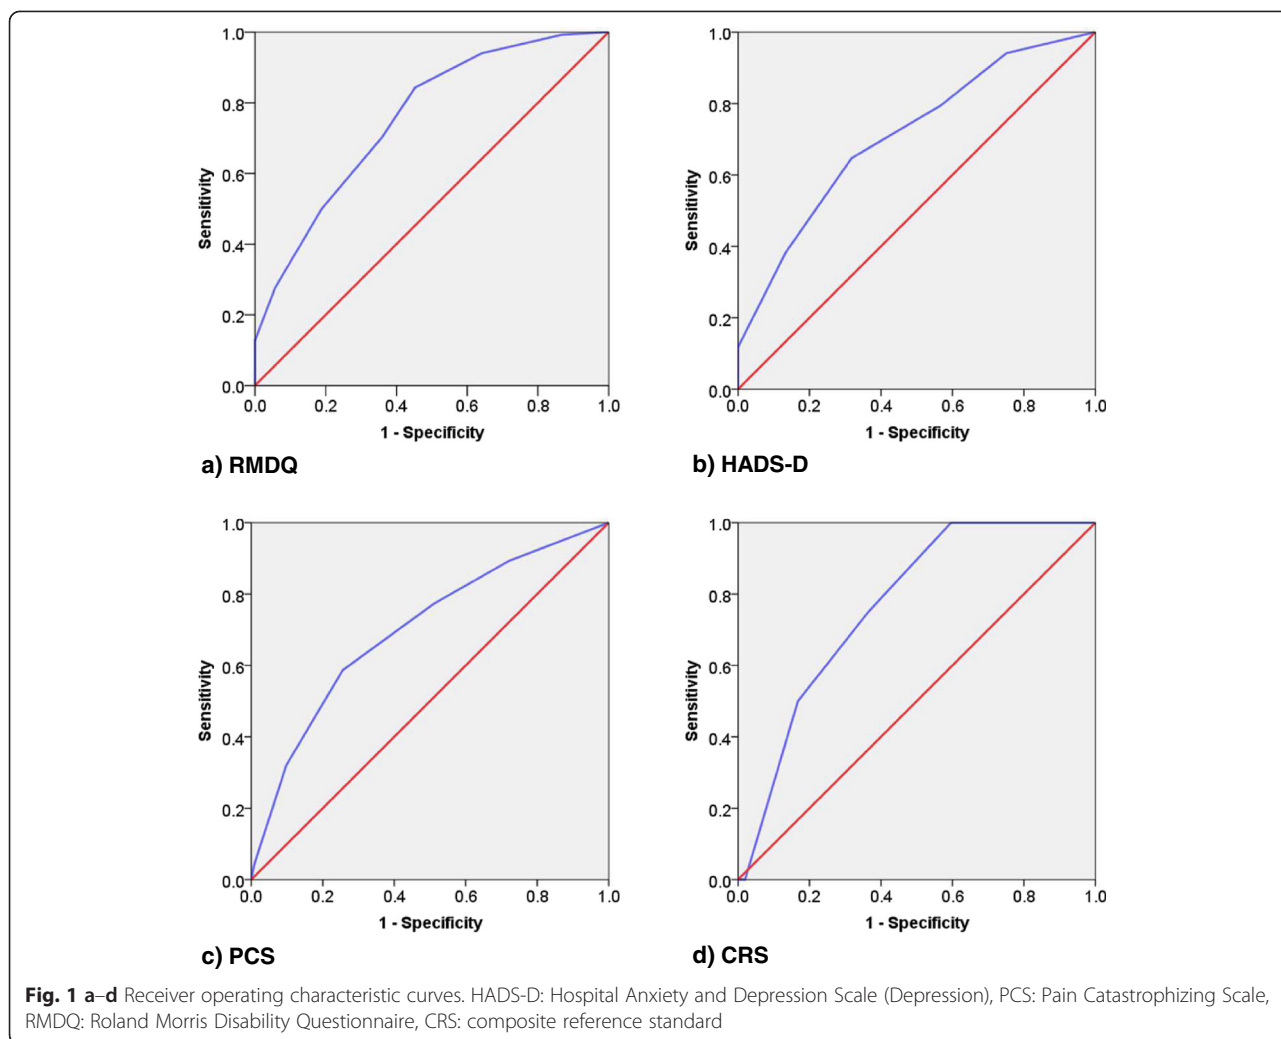 1.0
0.8
0.6
0.4
0.2
0.0
Sensitivity
0.0 0.2 0.4 0.6 0.8 1.0
1 - Specificity
a) RMDQ
1.0
0.8
0.6
0.4
0.2
0.0
Sensitivity
0.0 0.2 0.4 0.6 0.8 1.0
1 - Specificity
b) HADS-D
1.0
0.8
0.6
0.4
0.2
0.0
Sensitivity
0.0 0.2 0.4 0.6 0.8 1.0
1 - Specificity
c) PCS
1.0
0.8
0.6
0.4
0.2
0.0
Sensitivity
0.0 0.2 0.4 0.6 0.8 1.0
1 - Specificity
d) CRS
Fig. 1 a–d Receiver operating characteristic curves. HADS-D: Hospital Anxiety and Depression Scale (Depression), PCS: Pain Catastrophizing Scale,
RMDQ: Roland Morris Disability Questionnaire, CRS: composite reference standard